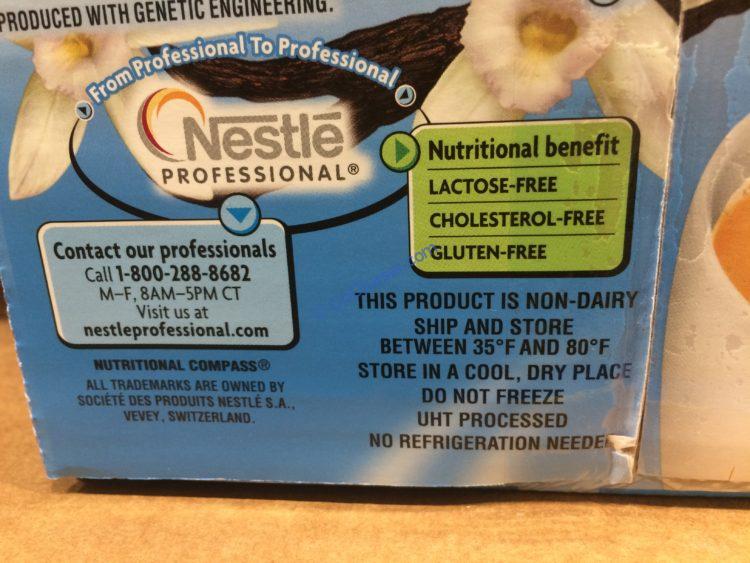 PRODUCED WITH GENETIC ENGINEERING.
From Professional To Professional
Nestlé
PROFESSIONAL®
Contact our professionals
Call 1-800-288-8682
M–F, 8AM–5PM CT
Visit us at
nestleprofessional.com
NUTRITIONAL COMPASS®
ALL TRADEMARKS ARE OWNED BY
SOCIÉTÉ DES PRODUITS NESTLÉ S.A.,
VEVEY, SWITZERLAND.
Nutritional benefit
LACTOSE-FREE
CHOLESTEROL-FREE
GLUTEN-FREE
THIS PRODUCT IS NON-DAIRY
SHIP AND STORE
BETWEEN 35°F AND 80°F
STORE IN A COOL, DRY PLACE
DO NOT FREEZE
UHT PROCESSED
NO REFRIGERATION NEEDE